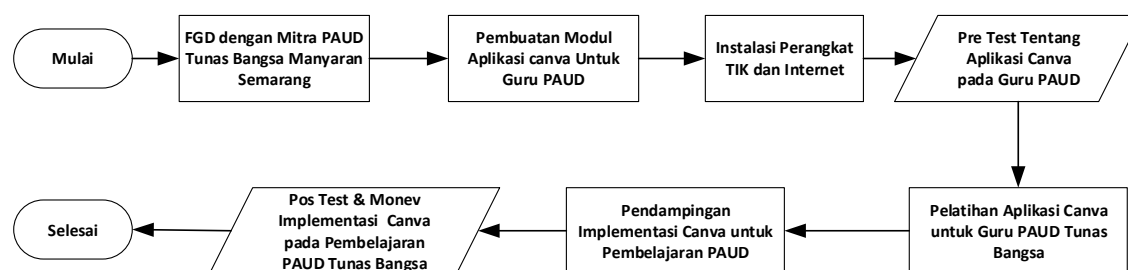 Mulai
FGD dengan Mitra PAUD
Tunas Bangsa Manyaran
Semarang
Pembuatan Modul
Aplikasi canva Untuk
Guru PAUD
Instalasi Perangkat
TIK dan Internet
Pre Test Tentang
Aplikasi Canva
pada Guru PAUD
Pelatihan Aplikasi Canva
untuk Guru PAUD Tunas
Bangsa
Pendampingan
Implementasi Canva untuk
Pembelajaran PAUD
Pos Test & Monev
Implementasi Canva
pada Pembelajaran
PAUD Tunas Bangsa
Selesai